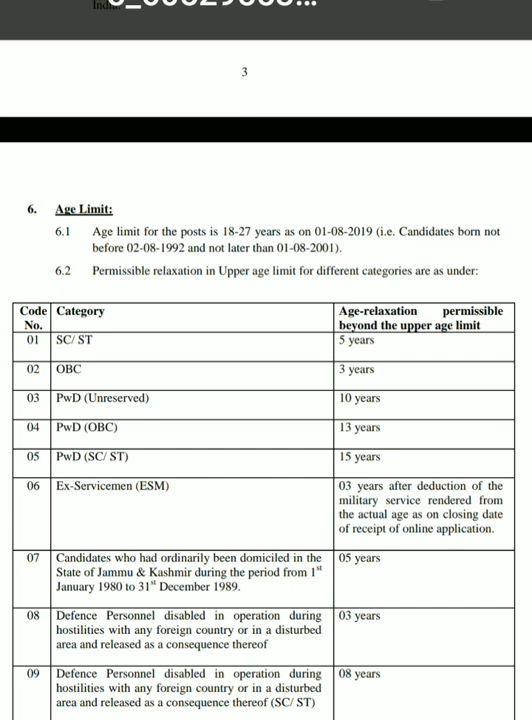 3
6. Age Limit:
6.1 Age limit for the posts is 18-27 years as on 01-08-2019 (i.e. Candidates born not
before 02-08-1992 and not later than 01-08-2001).
6.2 Permissible relaxation in Upper age limit for different categories are as under:
Code No. Category Age-relaxation permissible beyond the upper age limit
01 SC/ ST 5 years
02 OBC 3 years
03 PwD (Unreserved) 10 years
04 PwD (OBC) 13 years
05 PwD (SC/ ST) 15 years
06 Ex-Servicemen (ESM) 03 years after deduction of the
military service rendered from
the actual age as on closing date
of receipt of online application.
07 Candidates who had ordinarily been domiciled in the 05 years
State of Jammu & Kashmir during the period from 1st
January 1980 to 31st December 1989.
08 Defence Personnel disabled in operation during 03 years
hostilities with any foreign country or in a disturbed
area and released as a consequence thereof
09 Defence Personnel disabled in operation during 08 years
hostilities with any foreign country or in a disturbed
area and released as a consequence thereof (SC/ ST)